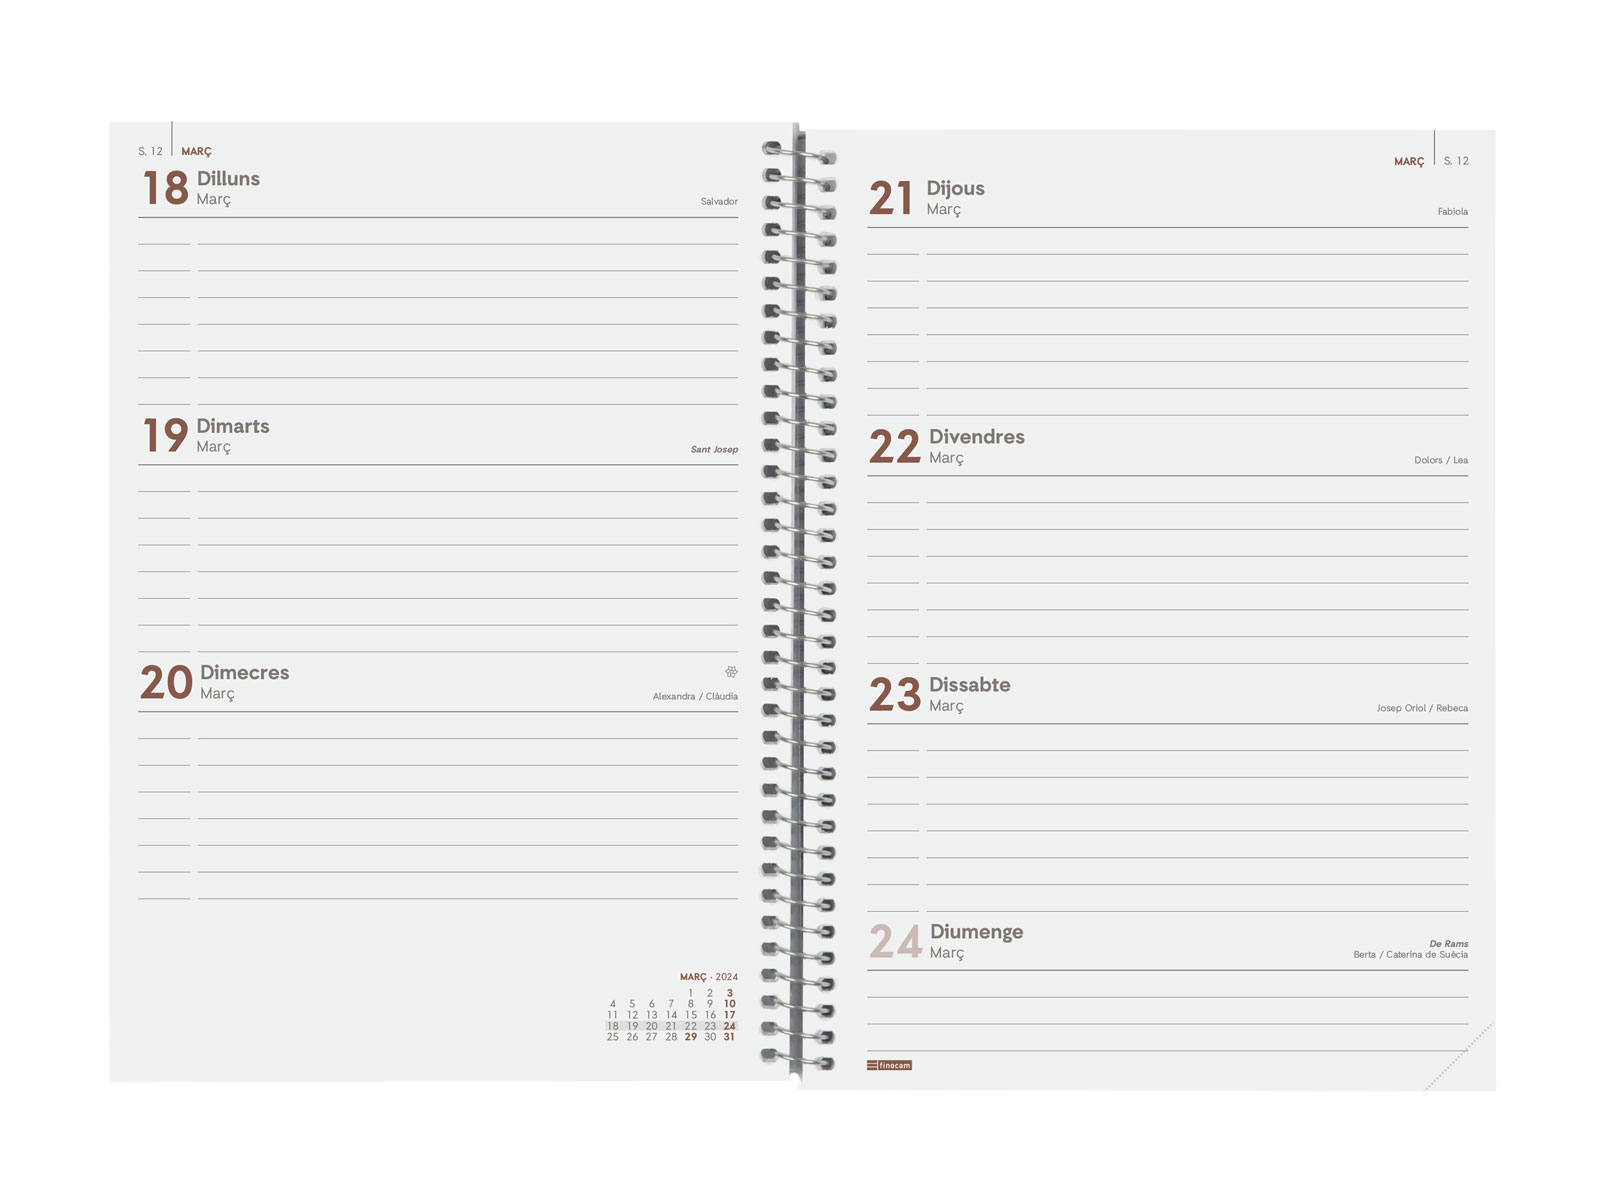 S. 12 MARÇ
18 Dilluns
Març
Salvador
19 Dimarts
Març
Sant Josep
20 Dimecres
Març
Alexandra / Clàudia
MARÇ · 2024
1 2 3
4 5 6 7 8 9 10
11 12 13 14 15 16 17
18 19 20 21 22 23 24
25 26 27 28 29 30 31
MARÇ S. 12
21 Dijous
Març
Fabiola
22 Divendres
Març
Dolors / Lea
23 Dissabte
Març
Josep Oriol / Rebeca
24 Diumenge
Març
De Rams
Berta / Caterina de Suècia
finocam